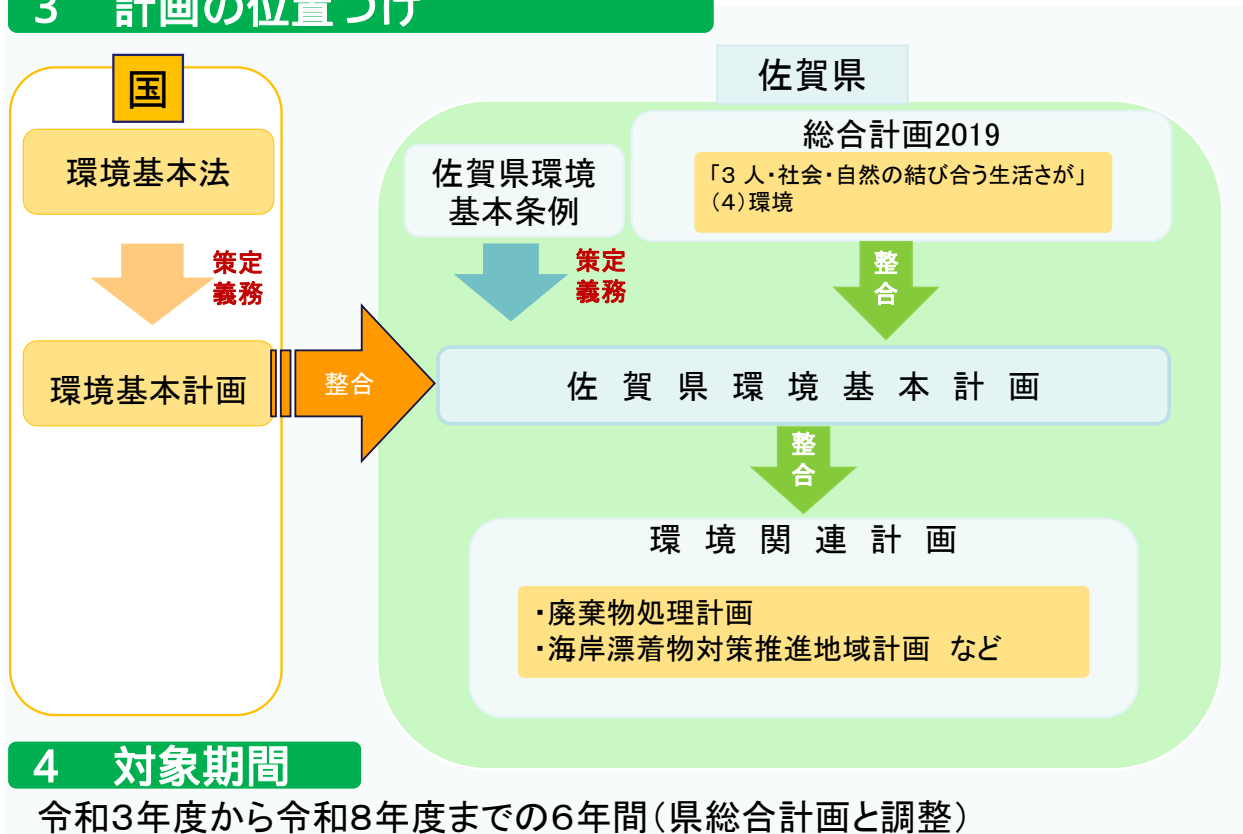 3 計画の位置づけ
国
環境基本法
策定
義務
環境基本計画
整合
佐賀県
佐賀県環境
基本条例
策定
義務
総合計画2019
「3 人・社会・自然の結び合う生活さが」
(4)環境
整
合
佐賀県環境基本計画
整
合
環境関連計画
・廃棄物処理計画
・海岸漂着物対策推進地域計画 など
4 対象期間
令和3年度から令和8年度までの6年間(県総合計画と調整)